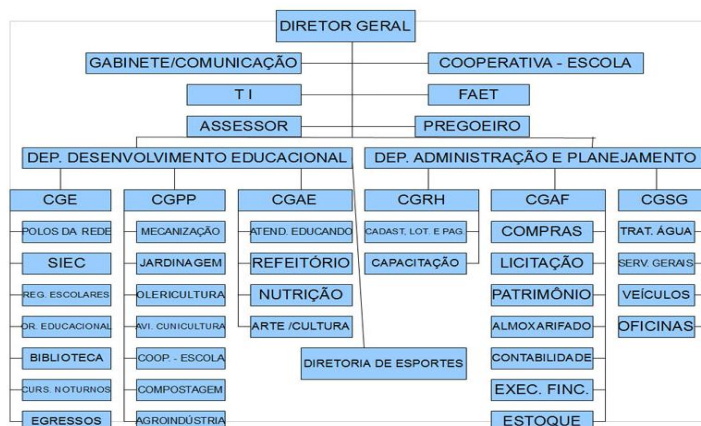 DIRETOR GERAL
GABINETE/COMUNICAÇÃO
COOPERATIVA - ESCOLA
T I
FAET
ASSESSOR
PREGOEIRO
DEP. DESENVOLVIMENTO EDUCACIONAL
DEP. ADMINISTRAÇÃO E PLANEJAMENTO
CGE
CGPP
CGAE
CGRH
CGAF
CGSG
POLOS DA REDE
SIEC
REG. ESCOLARES
OR. EDUCACIONAL
BIBLIOTECA
CURS. NOTURNOS
EGRESSOS
MECANIZAÇÃO
JARDINAGEM
OLERICULTURA
AVI. CUNICULTURA
COOP. - ESCOLA
COMPOSTAGEM
AGROINDÚSTRIA
ATEND. EDUCANDO
REFEITÓRIO
NUTRIÇÃO
ARTE /CULTURA
DIRETORIA DE ESPORTES
CADAST, LOT. E PAG.
CAPACITAÇÃO
COMPRAS
LICITAÇÃO
PATRIMÔNIO
ALMOXARIFADO
CONTABILIDADE
EXEC. FINC.
ESTOQUE
TRAT. ÁGUA
SERV. GERAIS
VEÍCULOS
OFICINAS